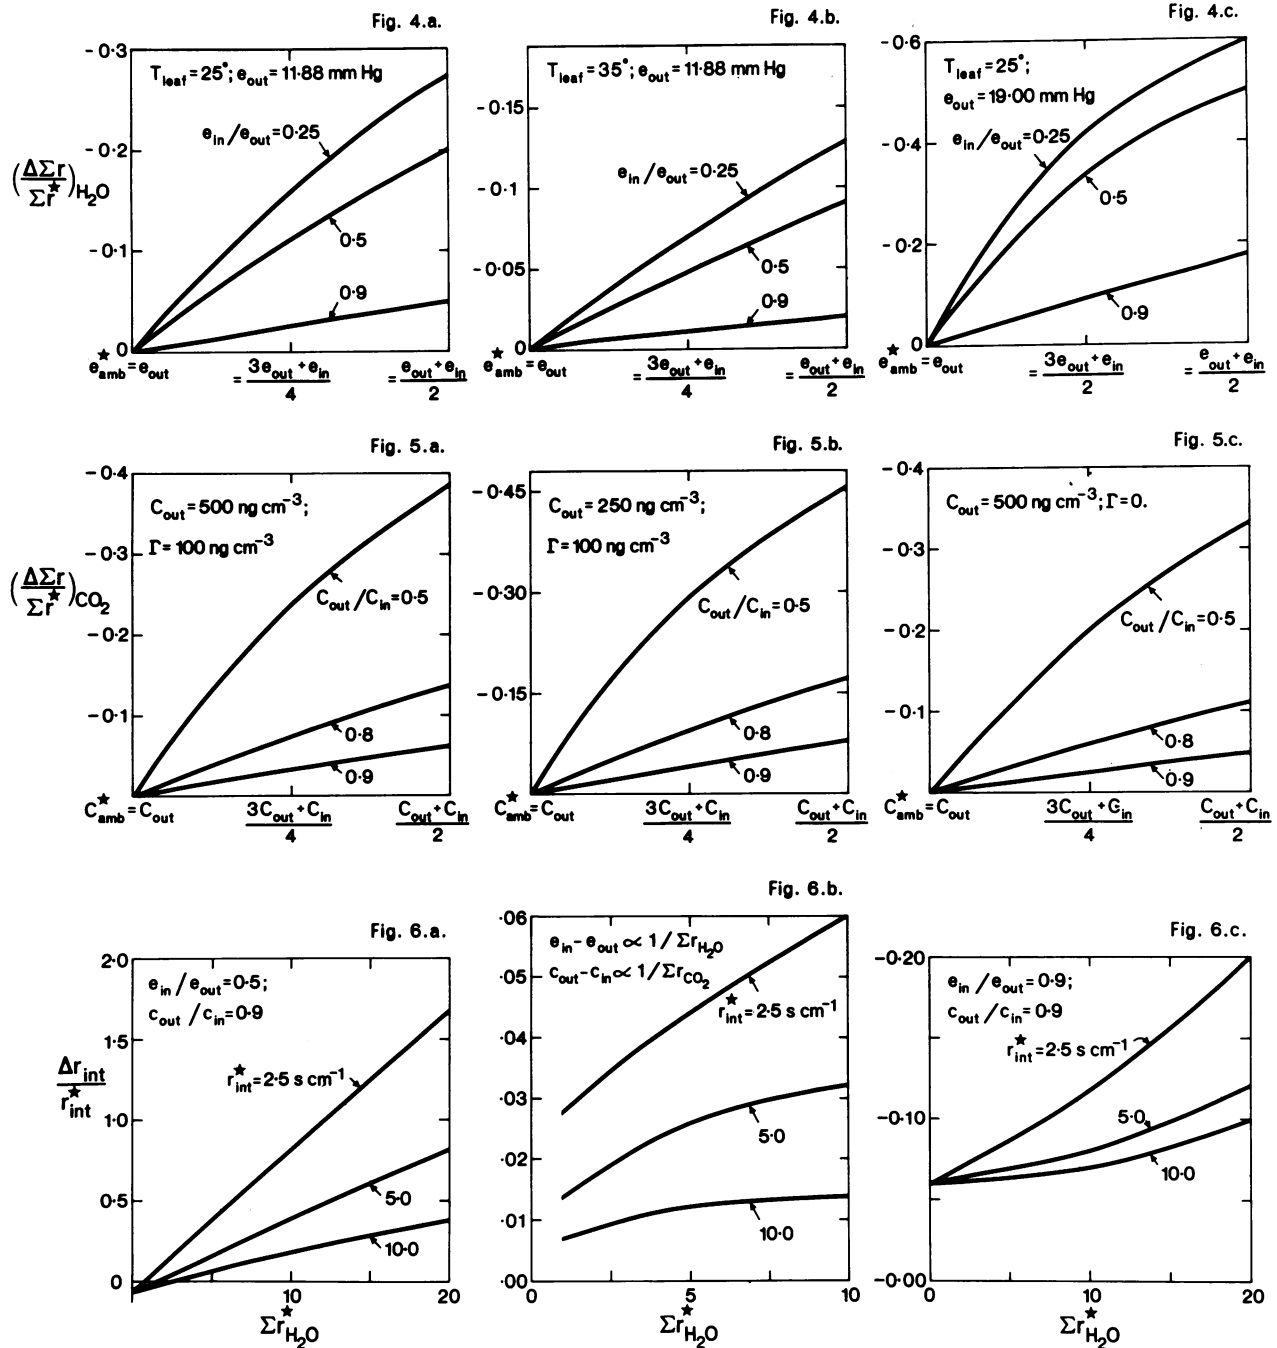 Fig. 4.a.
-0·3
T_leaf = 25°; e_out = 11·88 mm Hg
e_in/e_out = 0·25
-0·2
(ΔΣr/Σr★)_H2O
0·5
-0·1
0·9
0
e★_amb = e_out
= (3e_out + e_in)/4
= (e_out + e_in)/2
Fig. 4.b.
T_leaf = 35°; e_out = 11·88 mm Hg
-0·15
e_in/e_out = 0·25
-0·1
0·5
-0·05
0·9
0
e★_amb = e_out
= (3e_out + e_in)/4
= (e_out + e_in)/2
Fig. 4.c.
-0·6
T_leaf = 25°;
e_out = 19·00 mm Hg
e_in/e_out = 0·25
-0·4
0·5
-0·2
0·9
0
e★_amb = e_out
= (3e_out + e_in)/2
= (e_out + e_in)/2
Fig. 5.a.
-0·4
C_out = 500 ng cm⁻³;
Γ = 100 ng cm⁻³
-0·3
(ΔΣr/Σr★)_CO2
C_out/C_in = 0·5
-0·2
-0·1
0·8
0·9
C★_amb = C_out
(3C_out + C_in)/4
(C_out + C_in)/2
Fig. 5.b.
-0·45
C_out = 250 ng cm⁻³;
Γ = 100 ng cm⁻³
-0·30
C_out/C_in = 0·5
-0·15
0·8
0·9
C★_amb = C_out
(3C_out + C_in)/4
(C_out + C_in)/2
Fig. 5.c.
-0·4
C_out = 500 ng cm⁻³; Γ = 0.
-0·3
C_out/C_in = 0·5
-0·2
-0·1
0·8
0·9
C★_amb = C_out
(3C_out + G_in)/4
(C_out + C_in)/2
Fig. 6.a.
2·0
e_in/e_out = 0·5;
c_out/c_in = 0·9
1·5
Δr_int/r★_int
r★_int = 2·5 s cm⁻¹
1·0
0·5
5·0
10·0
0
10
20
Σr★_H2O
Fig. 6.b.
·06
e_in - e_out ∝ 1/Σr_H2O
c_out - c_in ∝ 1/Σr_CO2
·05
r★_int = 2·5 s cm⁻¹
·04
·03
5·0
·02
·01
10·0
·00
0
5
10
Σr★_H2O
Fig. 6.c.
-0·20
e_in/e_out = 0·9;
c_out/c_in = 0·9
r★_int = 2·5 s cm⁻¹
-0·10
5·0
10·0
-0·00
0
10
20
Σr★_H2O